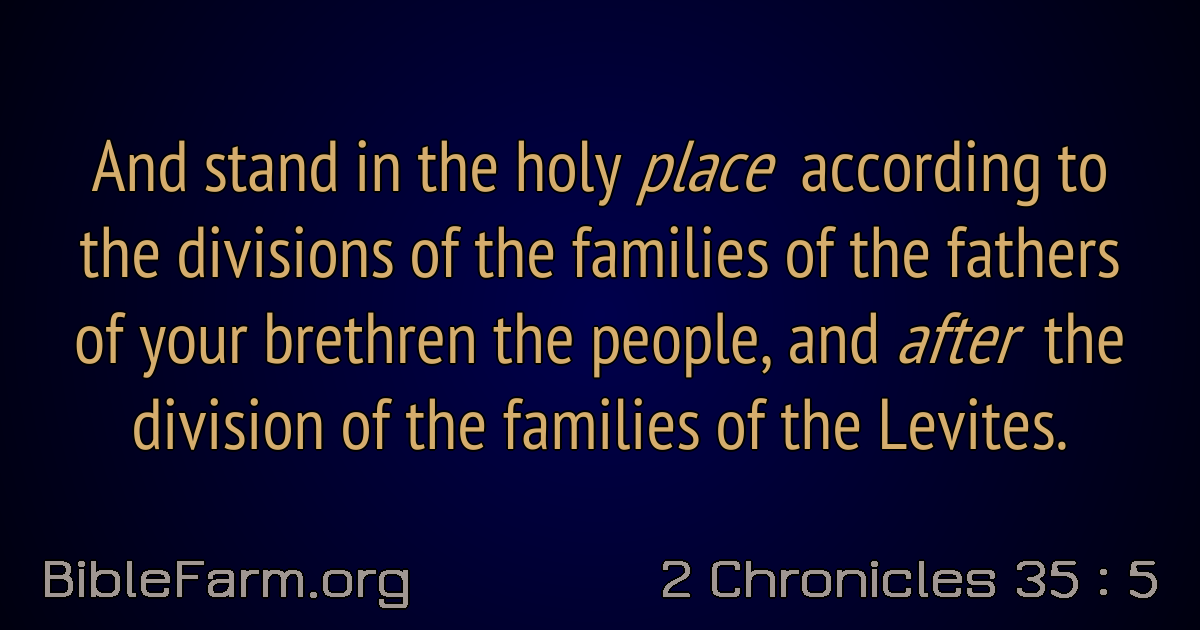 And stand in the holy place according to
the divisions of the families of the fathers
of your brethren the people, and after the
division of the families of the Levites.
BibleFarm.org
2 Chronicles 35 : 5